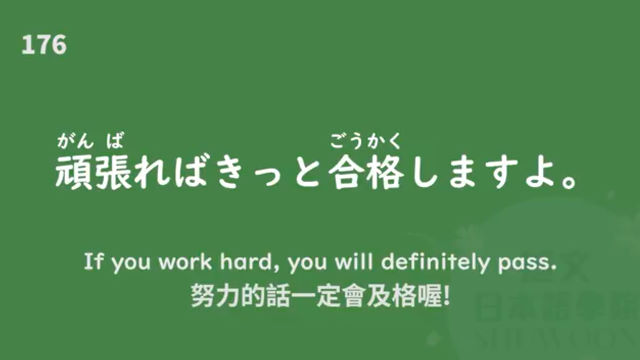 176
がん ば ごうかく
頑張ればきっと合格しますよ。
If you work hard, you will definitely pass.
努力的話一定會及格喔!
日本語學院